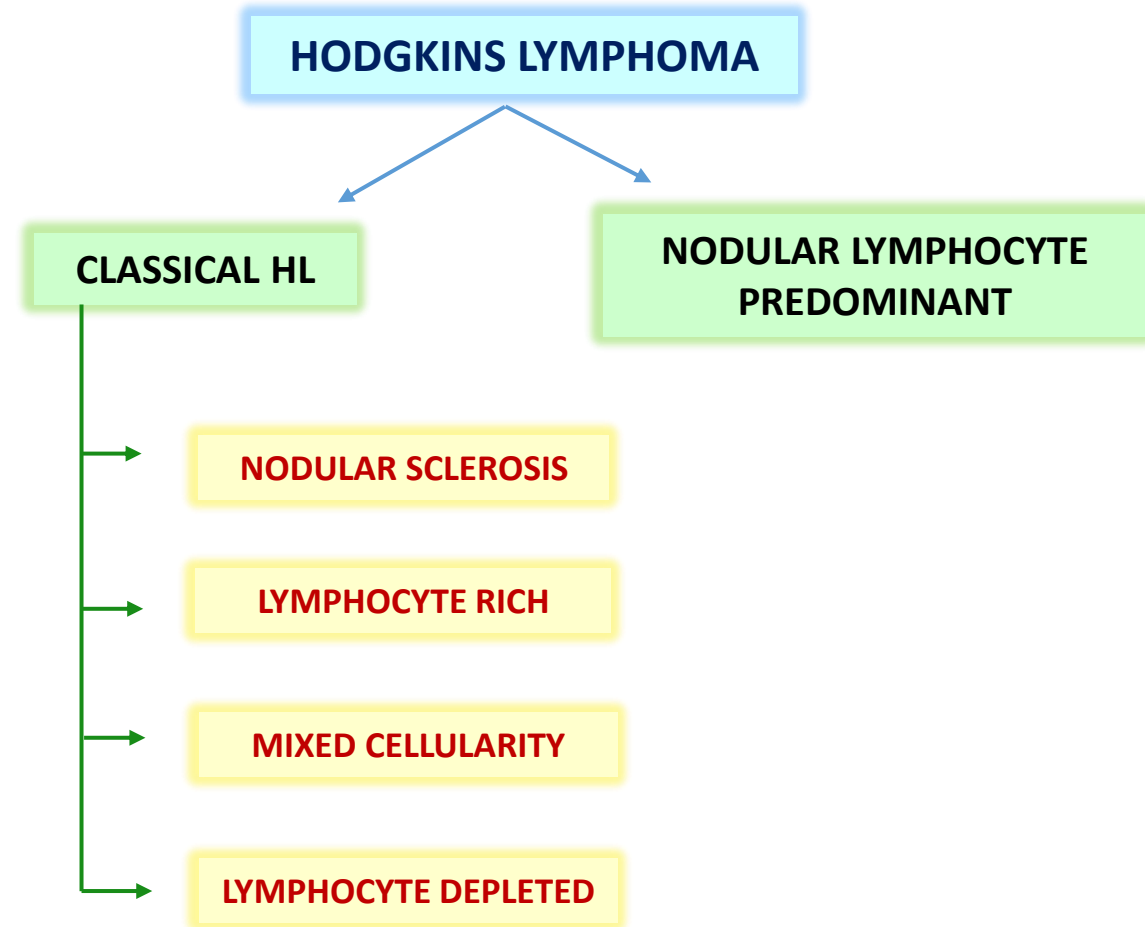 HODGKINS LYMPHOMA
CLASSICAL HL
NODULAR LYMPHOCYTE
PREDOMINANT
NODULAR SCLEROSIS
LYMPHOCYTE RICH
MIXED CELLULARITY
LYMPHOCYTE DEPLETED